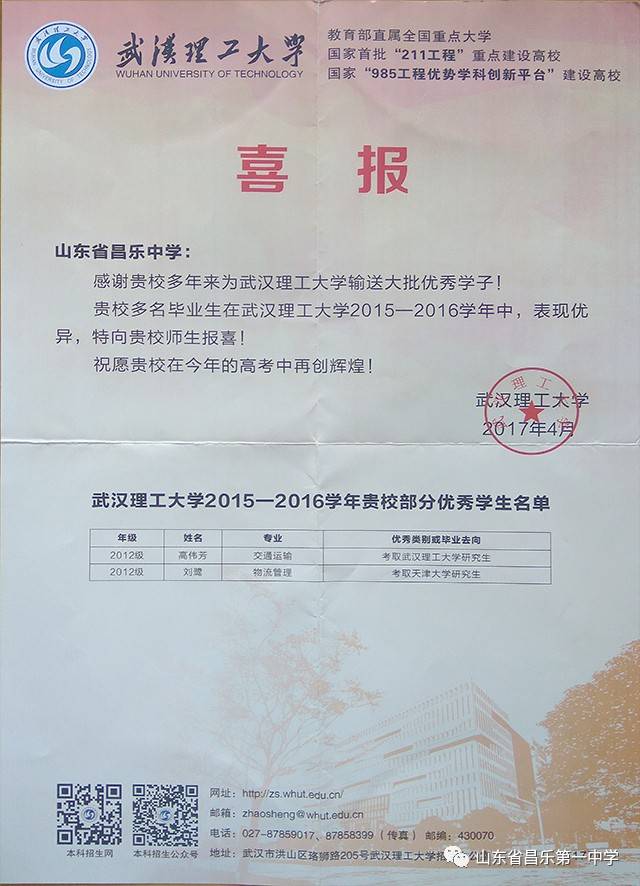 武漢理工大學
WUHAN UNIVERSITY OF TECHNOLOGY
教育部直属全国重点大学
国家首批“211工程”重点建设高校
国家“985工程优势学科创新平台”建设高校
喜 报
山东省昌乐中学：
感谢贵校多年来为武汉理工大学输送大批优秀学子！
贵校多名毕业生在武汉理工大学2015—2016学年中，表现优
异，特向贵校师生报喜！
祝愿贵校在今年的高考中再创辉煌！
武汉理工大学
2017年4月
武汉理工大学2015—2016学年贵校部分优秀学生名单
年级 姓名 专业 优秀类别或毕业去向
2012级 高伟芳 交通运输 考取武汉理工大学研究生
2012级 刘鹭 物流管理 考取天津大学研究生
网址：http://zs.whut.edu.cn/
邮箱：zhaosheng@whut.edu.cn
电话：027-87859017、87858399（传真） 邮编：430070
地址：武汉市洪山区珞狮路205号武汉理工大学招
本科招生网 本科招生公众号
山东省昌乐第一中学